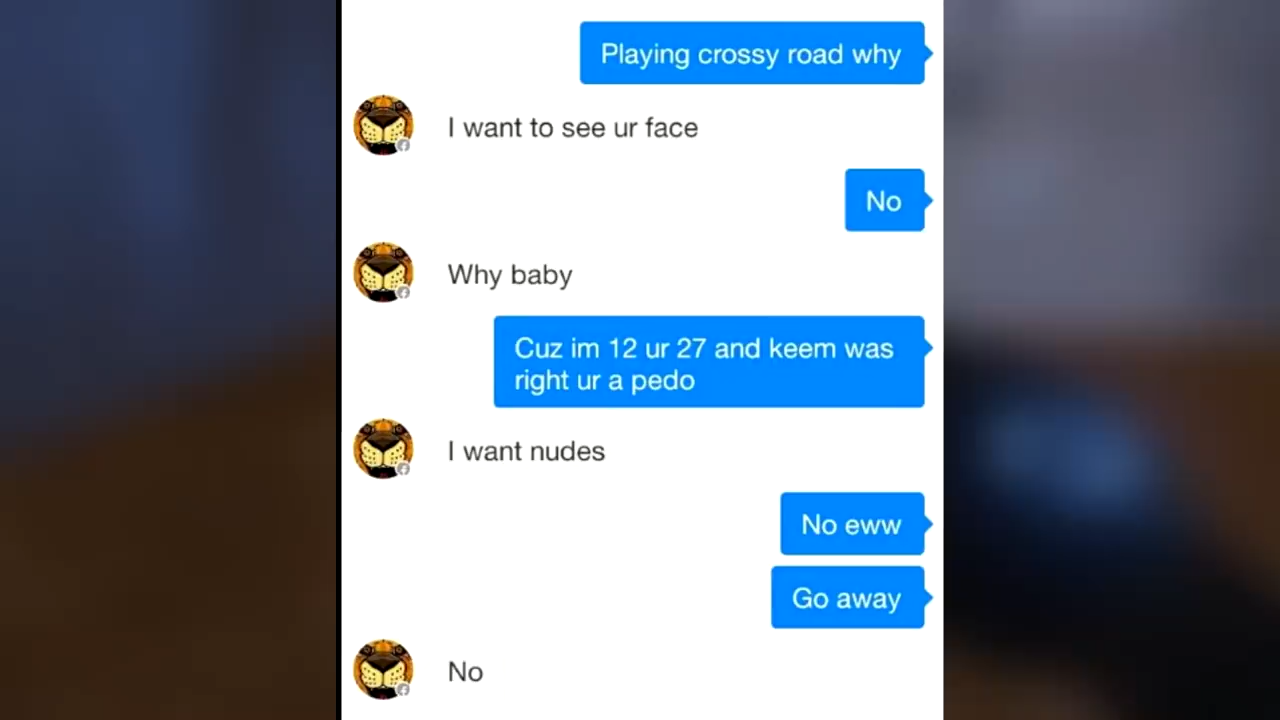 Playing crossy road why
I want to see ur face
No
Why baby
Cuz im 12 ur 27 and keem was
right ur a pedo
I want nudes
No eww
Go away
No